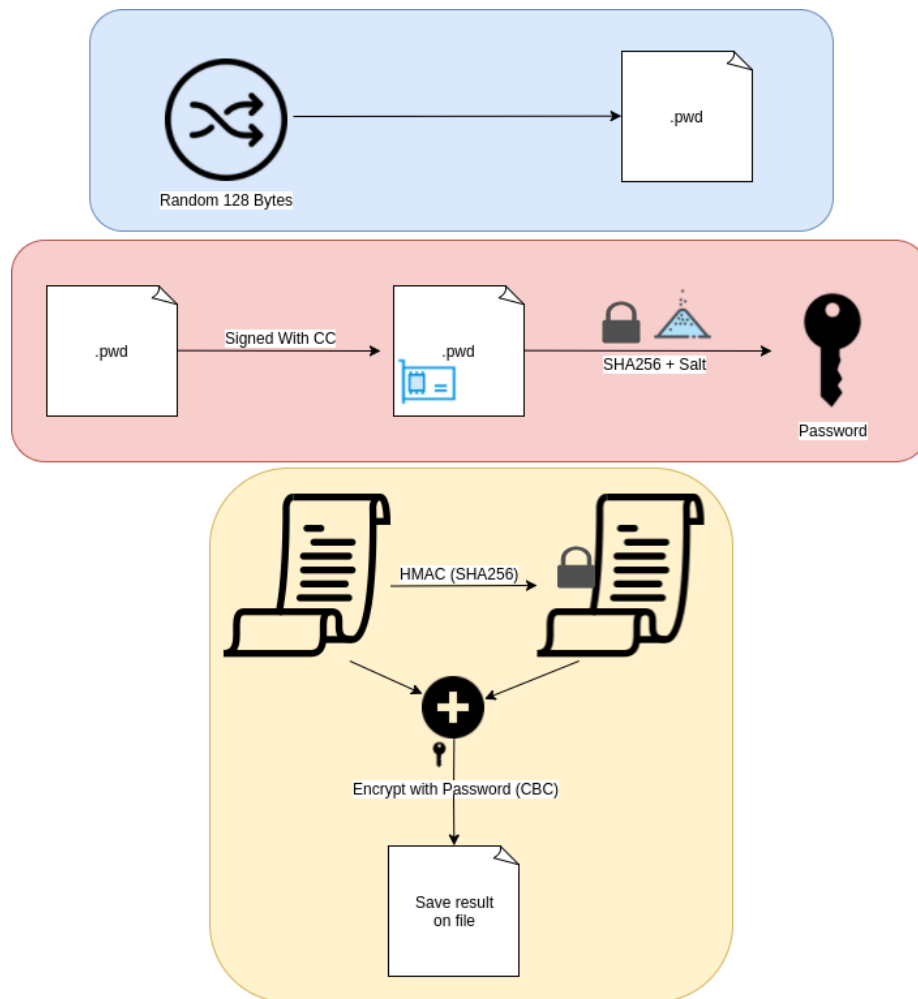 .pwd
Random 128 Bytes
.pwd
Signed With CC
.pwd
SHA256 + Salt
Password
HMAC (SHA256)
Encrypt with Password (CBC)
Save result
on file